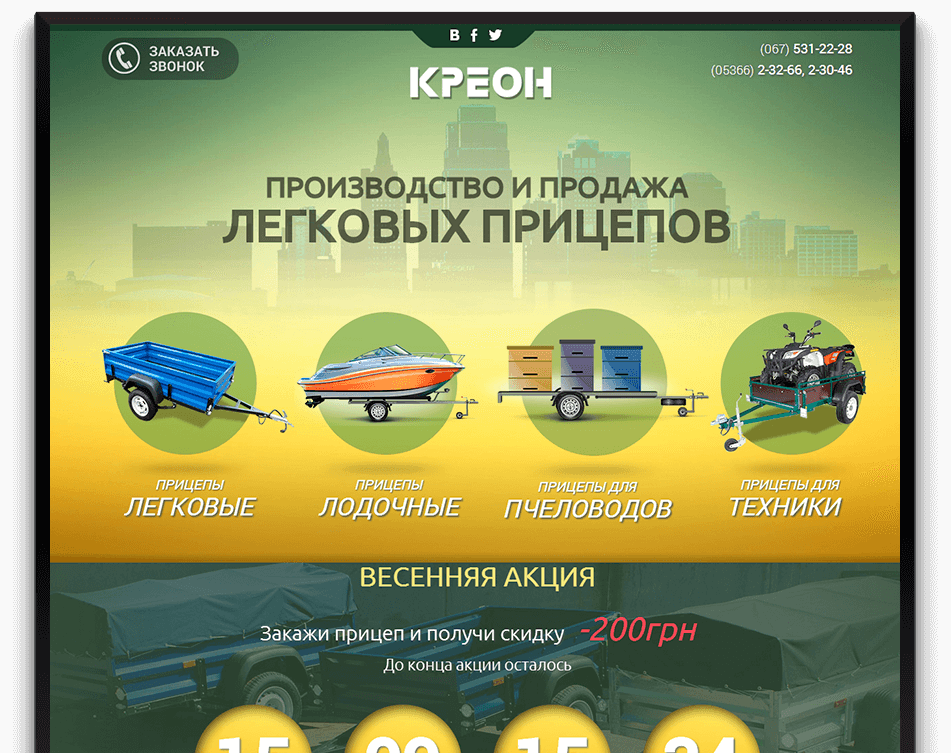 ЗАКАЗАТЬ
ЗВОНОК
В f
КРЕОН
(067) 531-22-28
(05366) 2-32-66, 2-30-46
ПРОИЗВОДСТВО И ПРОДАЖА
ЛЕГКОВЫХ ПРИЦЕПОВ
ПРИЦЕПЫ
ЛЕГКОВЫЕ
ПРИЦЕПЫ
ЛОДОЧНЫЕ
ПРИЦЕПЫ ДЛЯ
ПЧЕЛОВОДОВ
ПРИЦЕПЫ ДЛЯ
ТЕХНИКИ
ВЕСЕННЯЯ АКЦИЯ
Закажи прицеп и получи скидку -200грн
До конца акции осталось